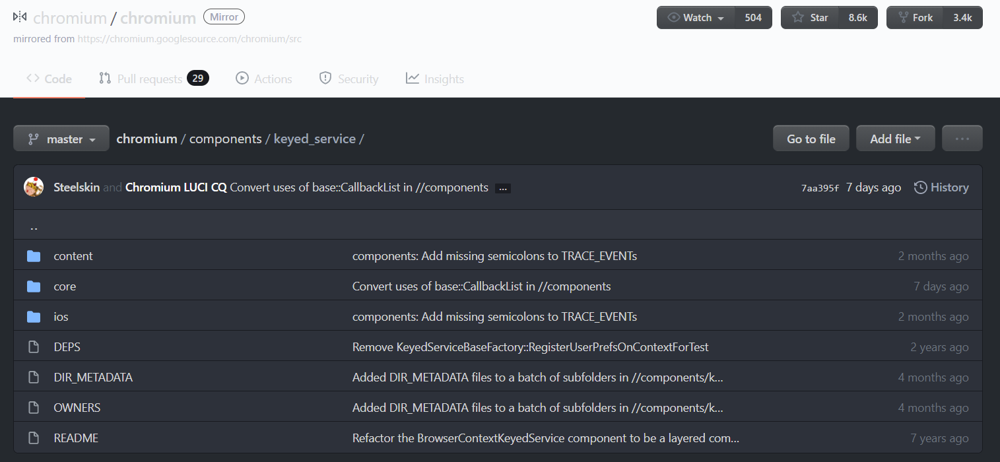 chromium / chromium Mirror Watch 504 Star 8.6k Fork 3.4k
mirrored from https://chromium.googlesource.com/chromium/src
<> Code Pull requests 29 Actions Security Insights
master chromium / components / keyed_service / Go to file Add file ...
Steelskin and Chromium LUCI CQ Convert uses of base::CallbackList in //components ... 7aa395f 7 days ago History
..
content components: Add missing semicolons to TRACE_EVENTs 2 months ago
core Convert uses of base::CallbackList in //components 7 days ago
ios components: Add missing semicolons to TRACE_EVENTs 2 months ago
DEPS Remove KeyedServiceBaseFactory::RegisterUserPrefsOnContextForTest 2 years ago
DIR_METADATA Added DIR_METADATA files to a batch of subfolders in //components/k... 4 months ago
OWNERS Added DIR_METADATA files to a batch of subfolders in //components/k... 4 months ago
README Refactor the BrowserContextKeyedService component to be a layered com... 7 years ago